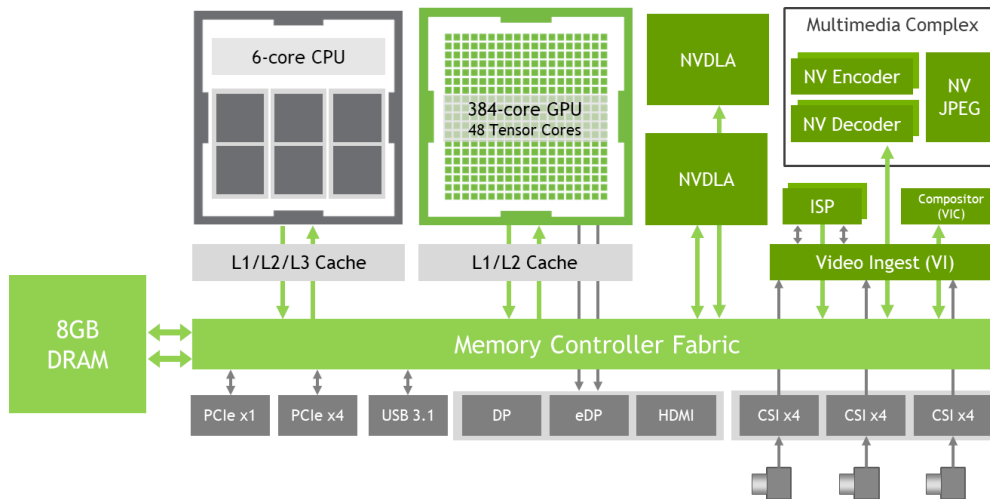 6-core CPU
384-core GPU
48 Tensor Cores
NVDLA
NVDLA
Multimedia Complex
NV Encoder
NV Decoder
NV
JPEG
ISP
Compositor
(VIC)
L1/L2/L3 Cache
L1/L2 Cache
Video Ingest (VI)
8GB
DRAM
Memory Controller Fabric
PCIe x1
PCIe x4
USB 3.1
DP
eDP
HDMI
CSI x4
CSI x4
CSI x4